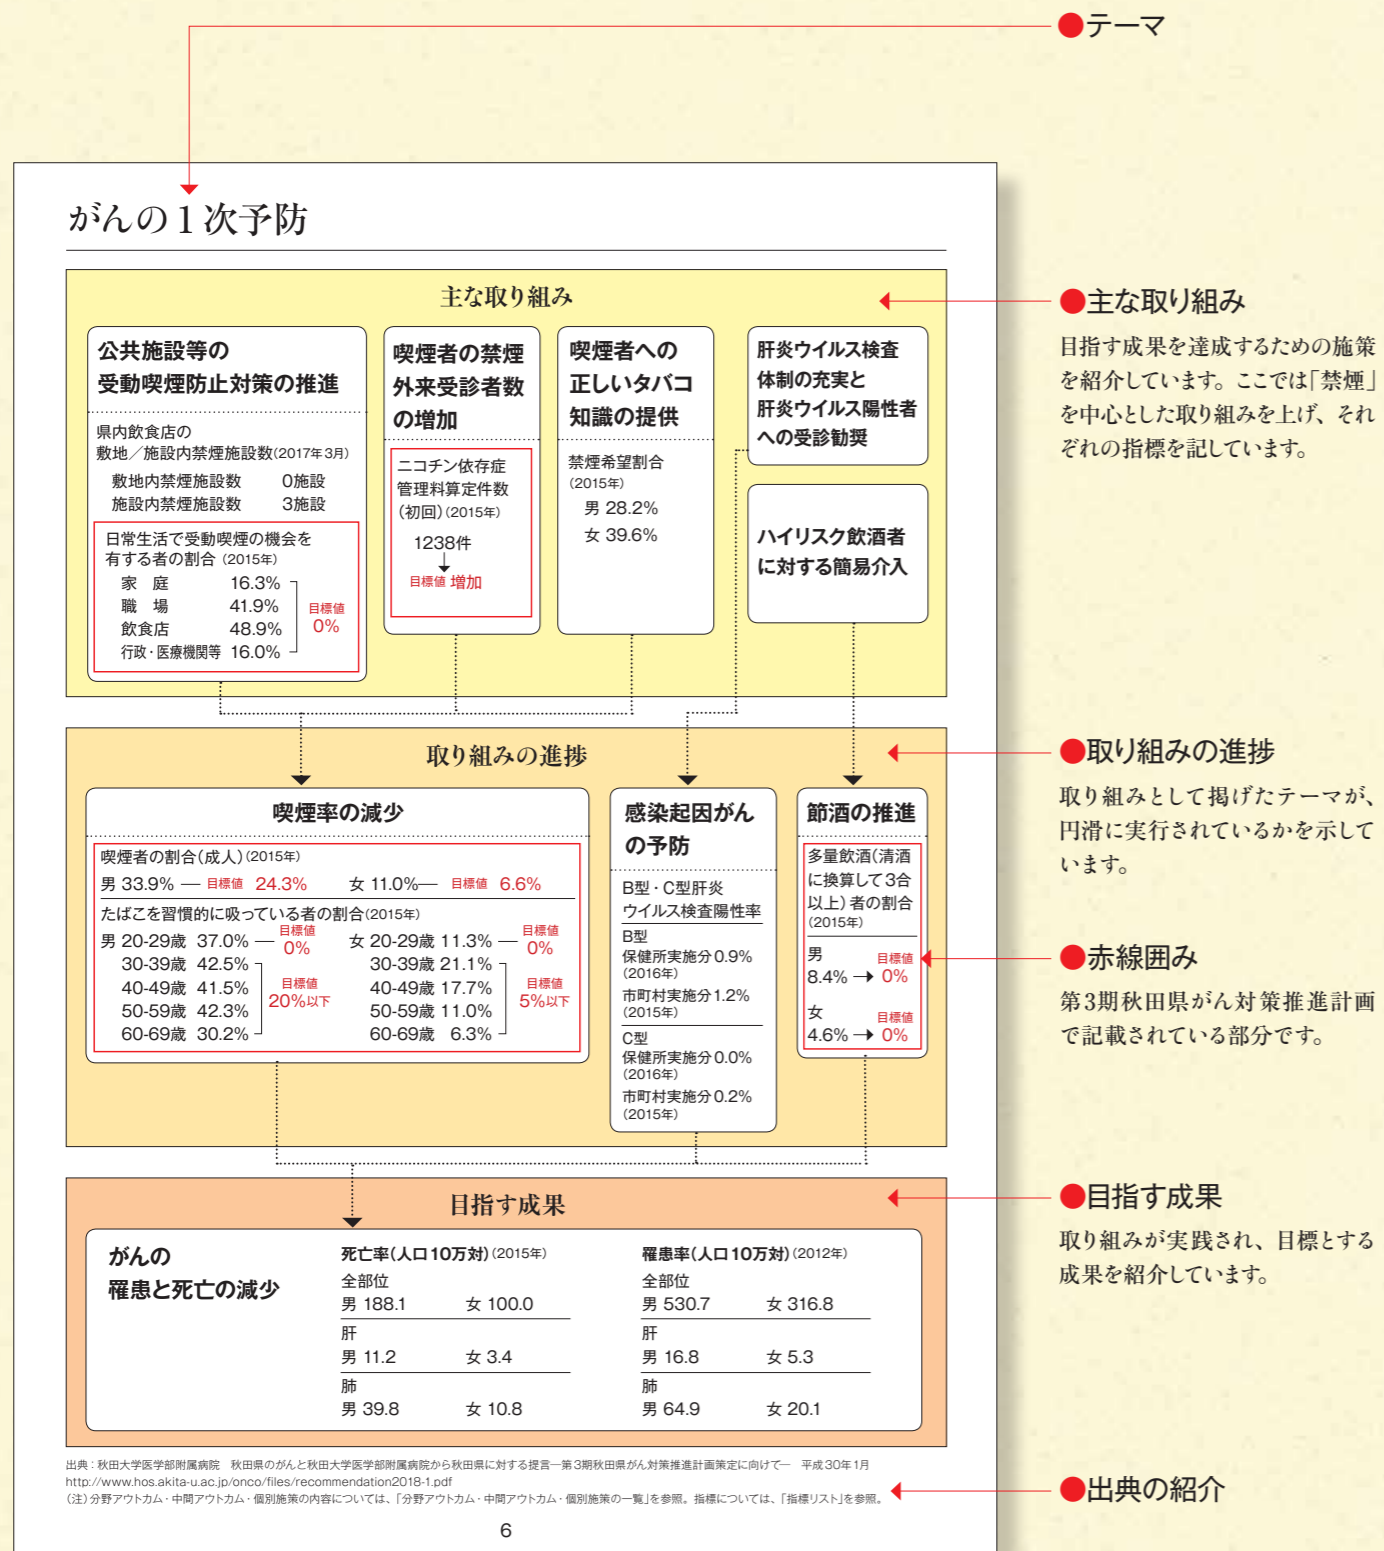 ●テーマ
がんの1次予防
主な取り組み
公共施設等の
受動喫煙防止対策の推進
県内飲食店の
敷地／施設内禁煙施設数(2017年3月)
敷地内禁煙施設数 0施設
施設内禁煙施設数 3施設
日常生活で受動喫煙の機会を
有する者の割合（2015年）
家　庭 16.3%
職　場 41.9%
飲食店 48.9%
行政・医療機関等 16.0%
目標値
0%
喫煙者の禁煙
外来受診者数
の増加
ニコチン依存症
管理料算定件数
(初回)(2015年)
1238件
目標値 増加
喫煙者への
正しいタバコ
知識の提供
禁煙希望割合
(2015年)
男 28.2%
女 39.6%
肝炎ウイルス検査
体制の充実と
肝炎ウイルス陽性者
への受診勧奨
ハイリスク飲酒者
に対する簡易介入
●主な取り組み
目指す成果を達成するための施策
を紹介しています。ここでは「禁煙」
を中心とした取り組みを上げ、それ
ぞれの指標を記しています。
取り組みの進捗
喫煙率の減少
喫煙者の割合(成人)(2015年)
男 33.9% — 目標値 24.3% 女 11.0% — 目標値 6.6%
たばこを習慣的に吸っている者の割合(2015年)
男 20-29歳 37.0% — 目標値 0%
30-39歳 42.5%
40-49歳 41.5%
50-59歳 42.3%
60-69歳 30.2%
目標値
20%以下
女 20-29歳 11.3% — 目標値 0%
30-39歳 21.1%
40-49歳 17.7%
50-59歳 11.0%
60-69歳 6.3%
目標値
5%以下
感染起因がん
の予防
B型・C型肝炎
ウイルス検査陽性率
B型
保健所実施分 0.9%
(2016年)
市町村実施分 1.2%
(2015年)
C型
保健所実施分 0.0%
(2016年)
市町村実施分 0.2%
(2015年)
節酒の推進
多量飲酒(清酒
に換算して3合
以上)者の割合
(2015年)
男
8.4% → 目標値 0%
女
4.6% → 目標値 0%
●取り組みの進捗
取り組みとして掲げたテーマが、
円滑に実行されているかを示して
います。
●赤線囲み
第3期秋田県がん対策推進計画
で記載されている部分です。
目指す成果
がんの
罹患と死亡の減少
死亡率(人口10万対)(2015年)
全部位
男 188.1 女 100.0
肝
男 11.2 女 3.4
肺
男 39.8 女 10.8
罹患率(人口10万対)(2012年)
全部位
男 530.7 女 316.8
肝
男 16.8 女 5.3
肺
男 64.9 女 20.1
●目指す成果
取り組みが実践され、目標とする
成果を紹介しています。
出典：秋田大学医学部附属病院　秋田県のがんと秋田大学医学部附属病院から秋田県に対する提言―第3期秋田県がん対策推進計画策定に向けて―　平成30年1月
http://www.hos.akita-u.ac.jp/onco/files/recommendation2018-1.pdf
(注)分野アウトカム・中間アウトカム・個別施策の内容については、「分野アウトカム・中間アウトカム・個別施策の一覧」を参照。指標については、「指標リスト」を参照。
●出典の紹介
6